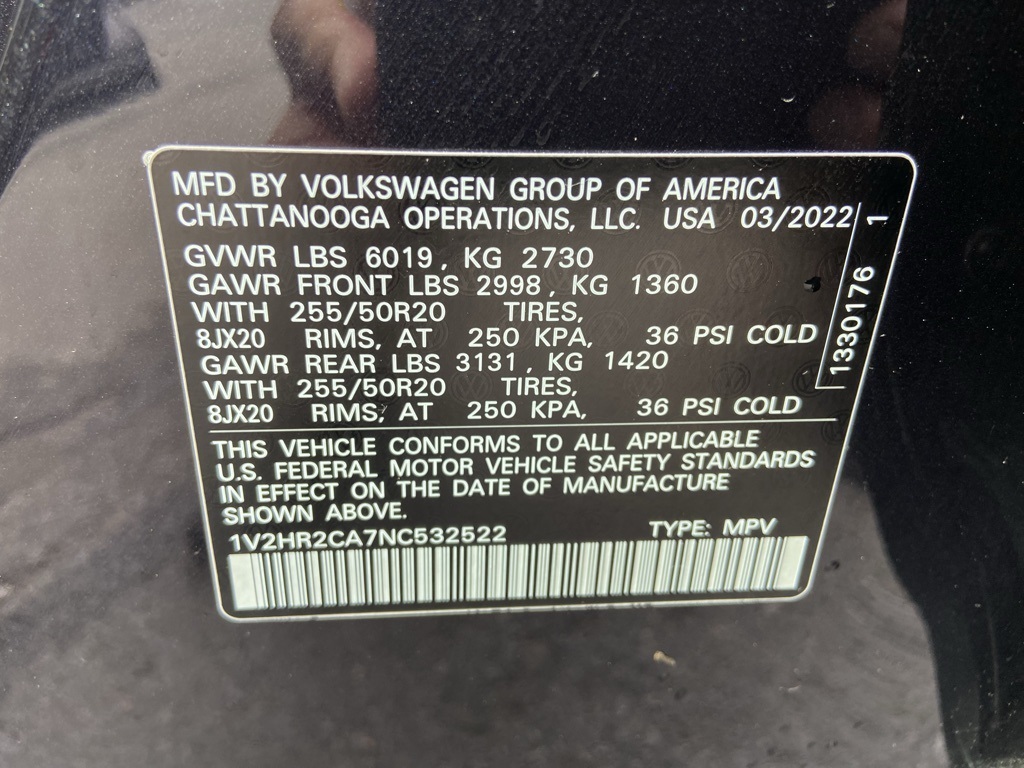 MFD BY VOLKSWAGEN GROUP OF AMERICA
CHATTANOOGA OPERATIONS, LLC. USA 03/2022
GVWR LBS 6019, KG 2730
GAWR FRONT LBS 2998, KG 1360
WITH 255/50R20 TIRES,
8JX20 RIMS, AT 250 KPA, 36 PSI COLD
GAWR REAR LBS 3131, KG 1420
WITH 255/50R20 TIRES,
8JX20 RIMS, AT 250 KPA, 36 PSI COLD
1330176 1
THIS VEHICLE CONFORMS TO ALL APPLICABLE
U.S. FEDERAL MOTOR VEHICLE SAFETY STANDARDS
IN EFFECT ON THE DATE OF MANUFACTURE
SHOWN ABOVE.
1V2HR2CA7NC532522 TYPE: MPV